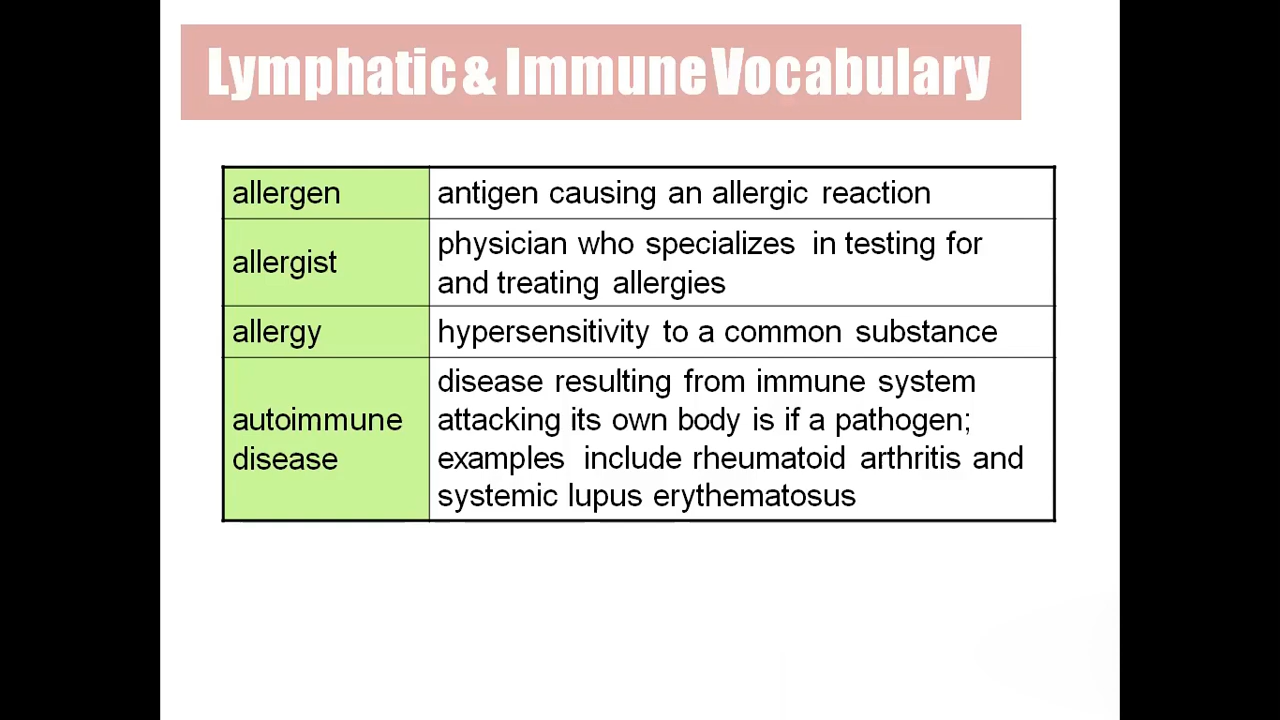 Lymphatic & Immune Vocabulary
allergen
antigen causing an allergic reaction
allergist
physician who specializes in testing for
and treating allergies
allergy
hypersensitivity to a common substance
autoimmune
disease
disease resulting from immune system
attacking its own body is if a pathogen;
examples include rheumatoid arthritis and
systemic lupus erythematosus